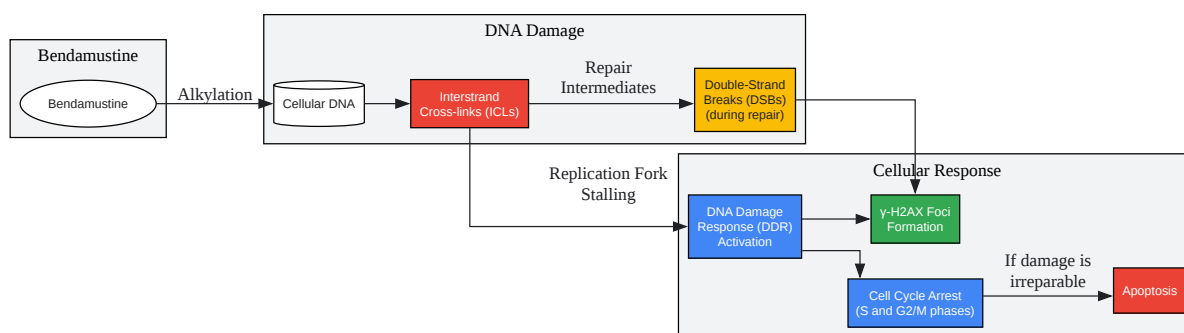 Bendamustine
Bendamustine
Alkylation
DNA Damage
Cellular DNA
Interstrand
Cross-links (ICLs)
Repair
Intermediates
Double-Strand
Breaks (DSBs)
(during repair)
Replication Fork
Stalling
Cellular Response
DNA Damage
Response (DDR)
Activation
γ-H2AX Foci
Formation
Cell Cycle Arrest
(S and G2/M phases)
If damage is
irreparable
Apoptosis